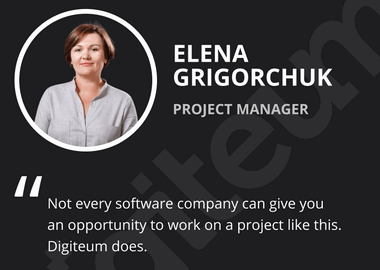 ELENA
GRIGORCHUK
PROJECT MANAGER
“
Not every software company can give you
an opportunity to work on a project like this.
Digiteum does.